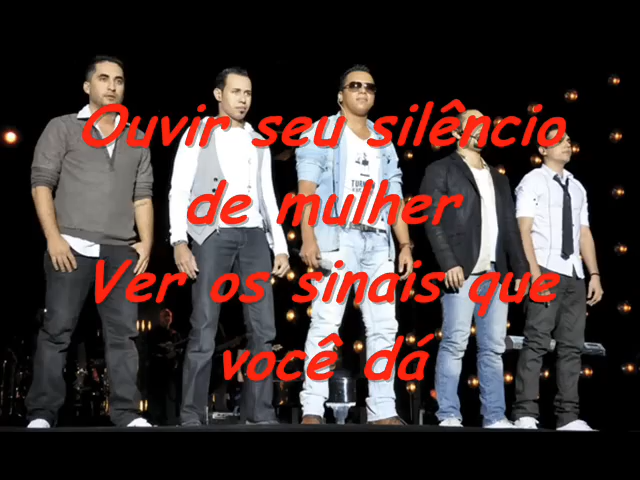 Ouvir seu silêncio
de mulher
Ver os sinais que
você dá